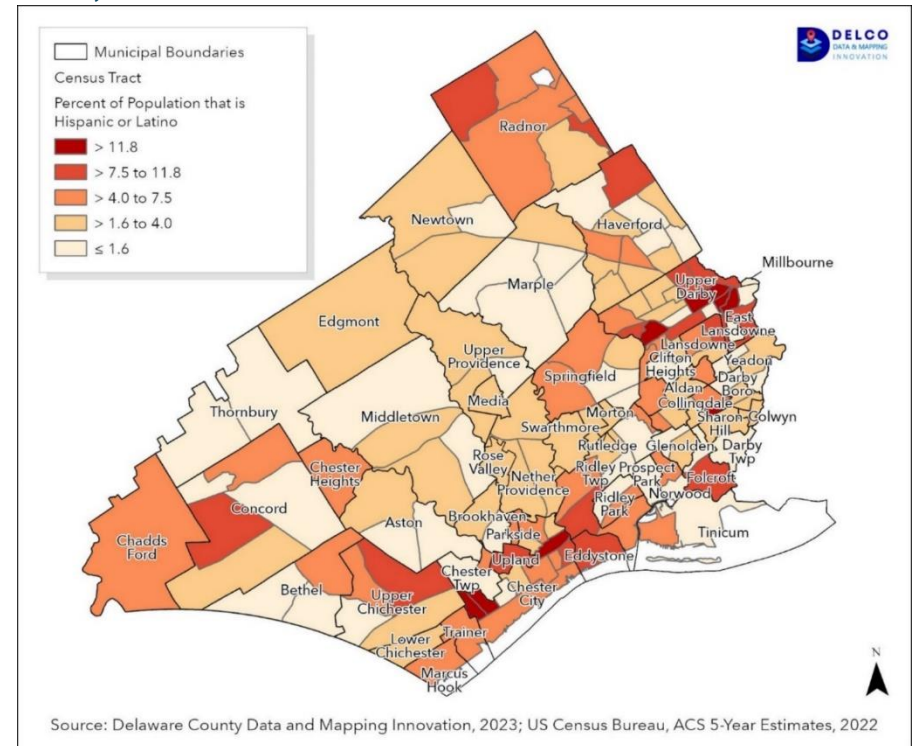 Municipal Boundaries
Census Tract
Percent of Population that is
Hispanic or Latino
> 11.8
> 7.5 to 11.8
> 4.0 to 7.5
> 1.6 to 4.0
≤ 1.6
DELCO
DATA & MAPPING
INNOVATION
Radnor
Newtown
Haverford
Millbourne
Marple
Upper
Darby
Edgmont
East
Lansdowne
Lansdowne
Upper
Providence
Clifton
Heights
Yeadon
Springfield
Darby
Boro
Aldan
Media
Collingdale
Thornbury
Middletown
Morton
Sharon
Hill
Colwyn
Swarthmore
Rutledge
Glenolden
Darby
Twp
Rose
Valley
Chester
Heights
Nether
Providence
Ridley
Twp
Prospect
Park
Folcroft
Norwood
Concord
Ridley
Park
Aston
Brookhaven
Parkside
Tinicum
Chadds
Ford
Upland
Eddystone
Chester
Twp
Bethel
Upper
Chichester
Chester
City
Trainer
Lower
Chichester
Marcus
Hook
N
Source: Delaware County Data and Mapping Innovation, 2023; US Census Bureau, ACS 5-Year Estimates, 2022